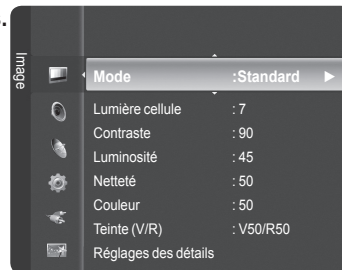 Image
Mode :Standard
Lumière cellule : 7
Contraste : 90
Luminosité : 45
Netteté : 50
Couleur : 50
Teinte (V/R) : V50/R50
Réglages des détails